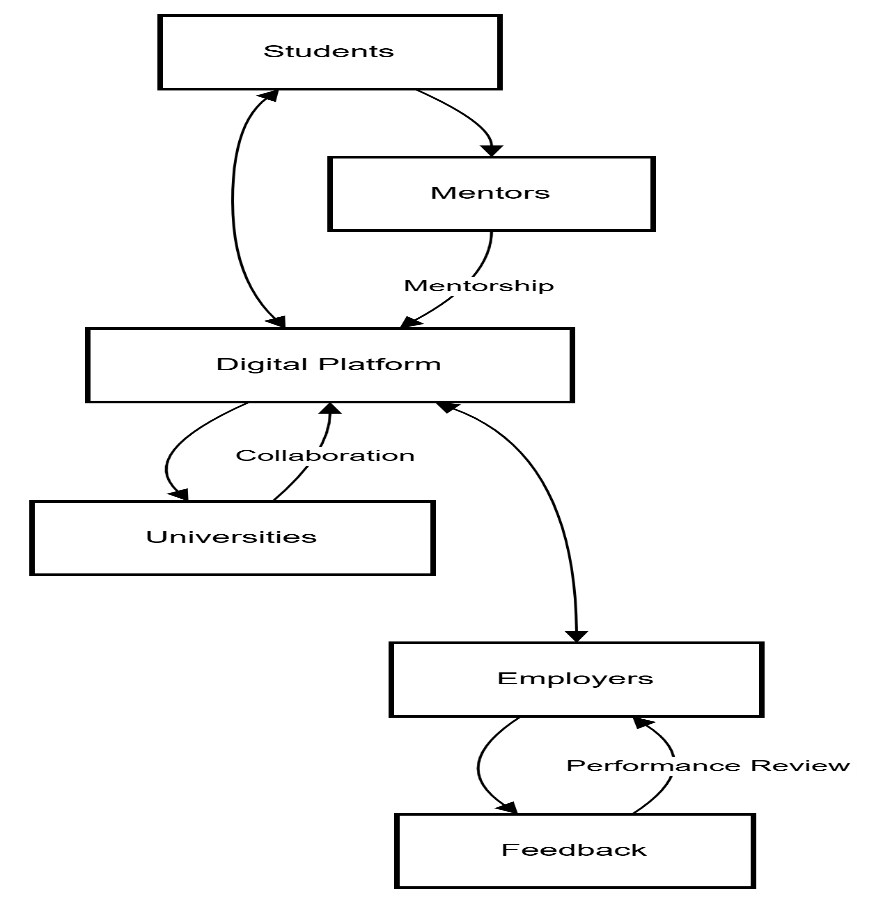 Students
Mentors
Mentorship
Digital Platform
Collaboration
Universities
Employers
Performance Review
Feedback